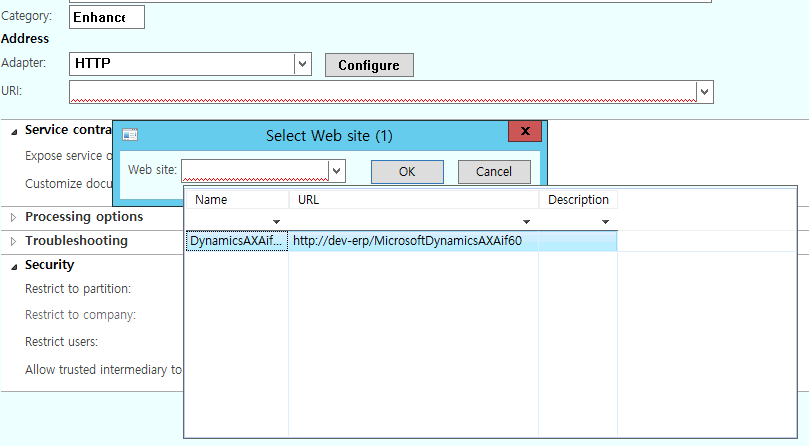 Category: Enhance
Address
Adapter: HTTP Configure
URI:
Service contra
Select Web site (1) x
Expose service o
Web site: OK Cancel
Customize docu
Name URL Description
Processing options
DynamicsAXAif... http://dev-erp/MicrosoftDynamicsAXAif60
Troubleshooting
Security
Restrict to partition:
Restrict to company:
Restrict users:
Allow trusted intermediary to